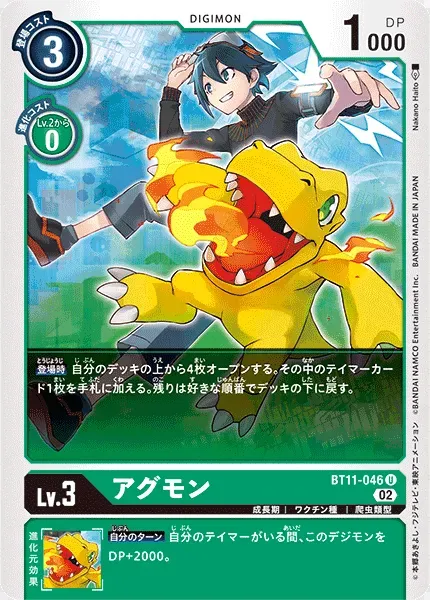 DIGIMON
登場コスト
3
1000
DP
進化コスト
Lv.2から
0
Nakano Haito
©BANDAI NAMCO Entertainment Inc. BANDAI MADE IN JAPAN
©本郷あきよし・フジテレビ・東映アニメーション
登場時 自分のデッキの上から4枚オープンする。その中のテイマーカー
ド1枚を手札に加える。残りは好きな順番でデッキの下に戻す。
BT11-046 U
Lv.3
アグモン
02
成長期 | ワクチン種 | 爬虫類型
進化元効果
自分のターン 自分のテイマーがいる間、このデジモンを
DP+2000。